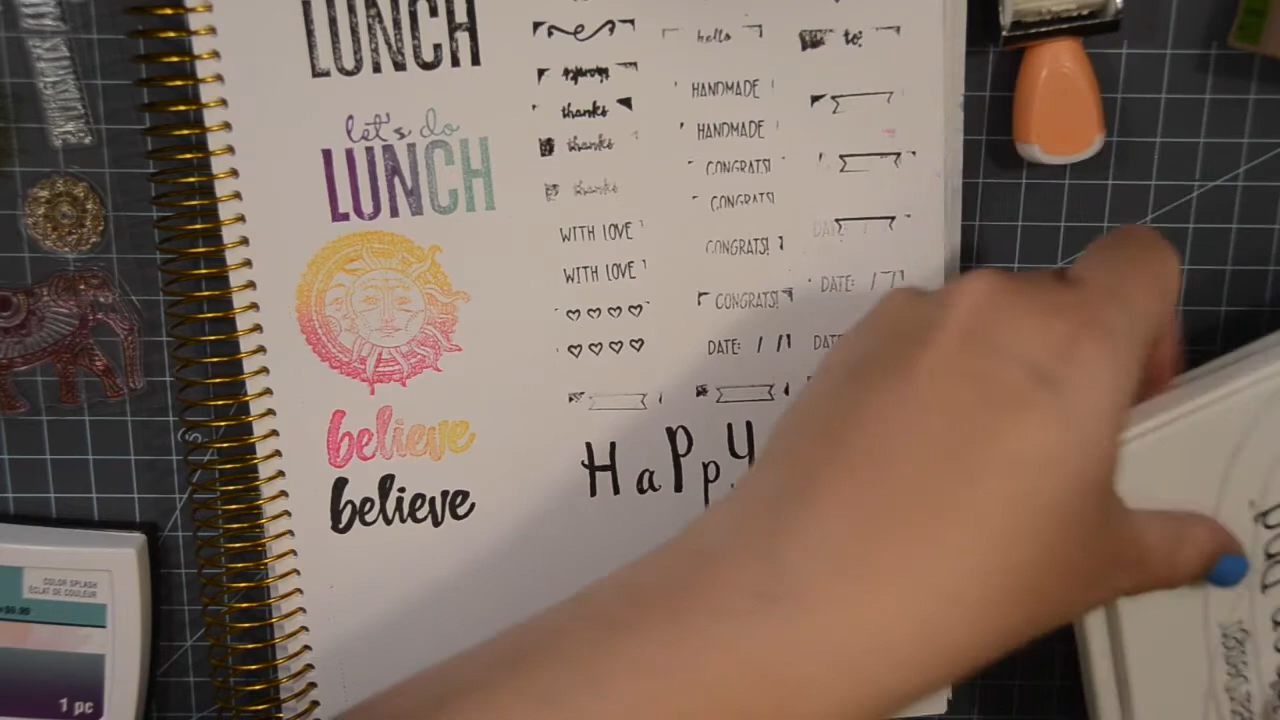 LUNCH
let's do
LUNCH
believe
believe
thanks
thanks
thanks
WITH LOVE
WITH LOVE
hello
HANDMADE
HANDMADE
CONGRATS!
CONGRATS!
CONGRATS!
CONGRATS!
DATE: / /
to:
DATE: / /
HaPpy
COLOR SPLASH
ÉCLAT DE COULEUR
1 pc